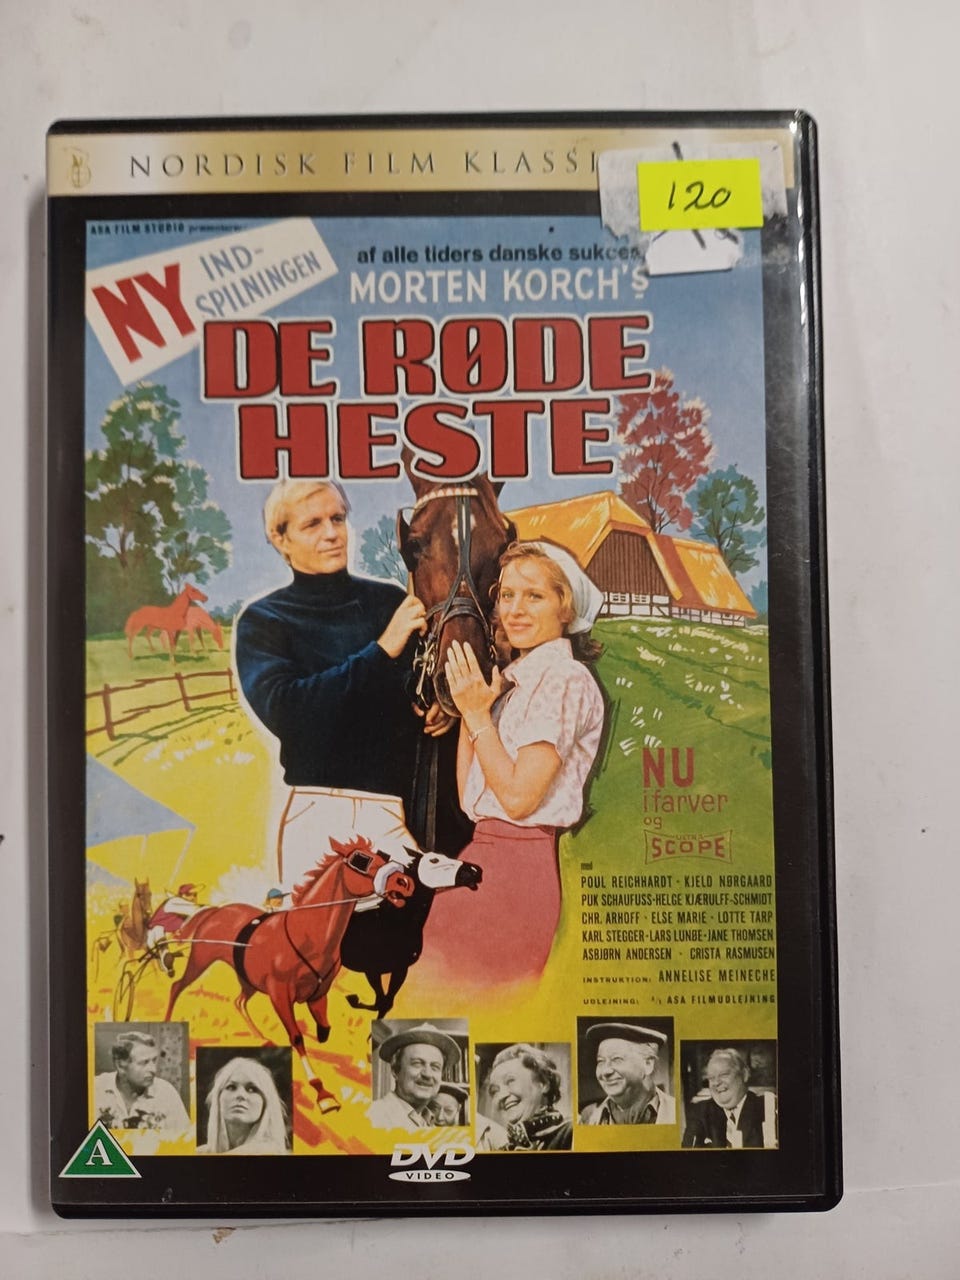 NORDISK FILM KLASSI
120
ASA FILM STUDIO præsenterer
NY
IND-
SPILNINGEN
af alle tiders danske
MORTEN KORCH'S
DE RØDE
HESTE
NU
i farver
og
ULTRA
SCOPE
med
POUL REICHHARDT · KJELD NØRGAARD
PUK SCHAUFUSS-HELGE KJÆRULFF-SCHMIDT
CHR. ARHOFF · ELSE MARIE · LOTTE TARP
KARL STEGGER-LARS LUNØE-JANE THOMSEN
ASBJØRN ANDERSEN · CRISTA RASMUSEN
INSTRUKTION: ANNELISE MEINECHE
UDLEJNING: A/S ASA FILMUDLEJNING
A
DVD
VIDEO